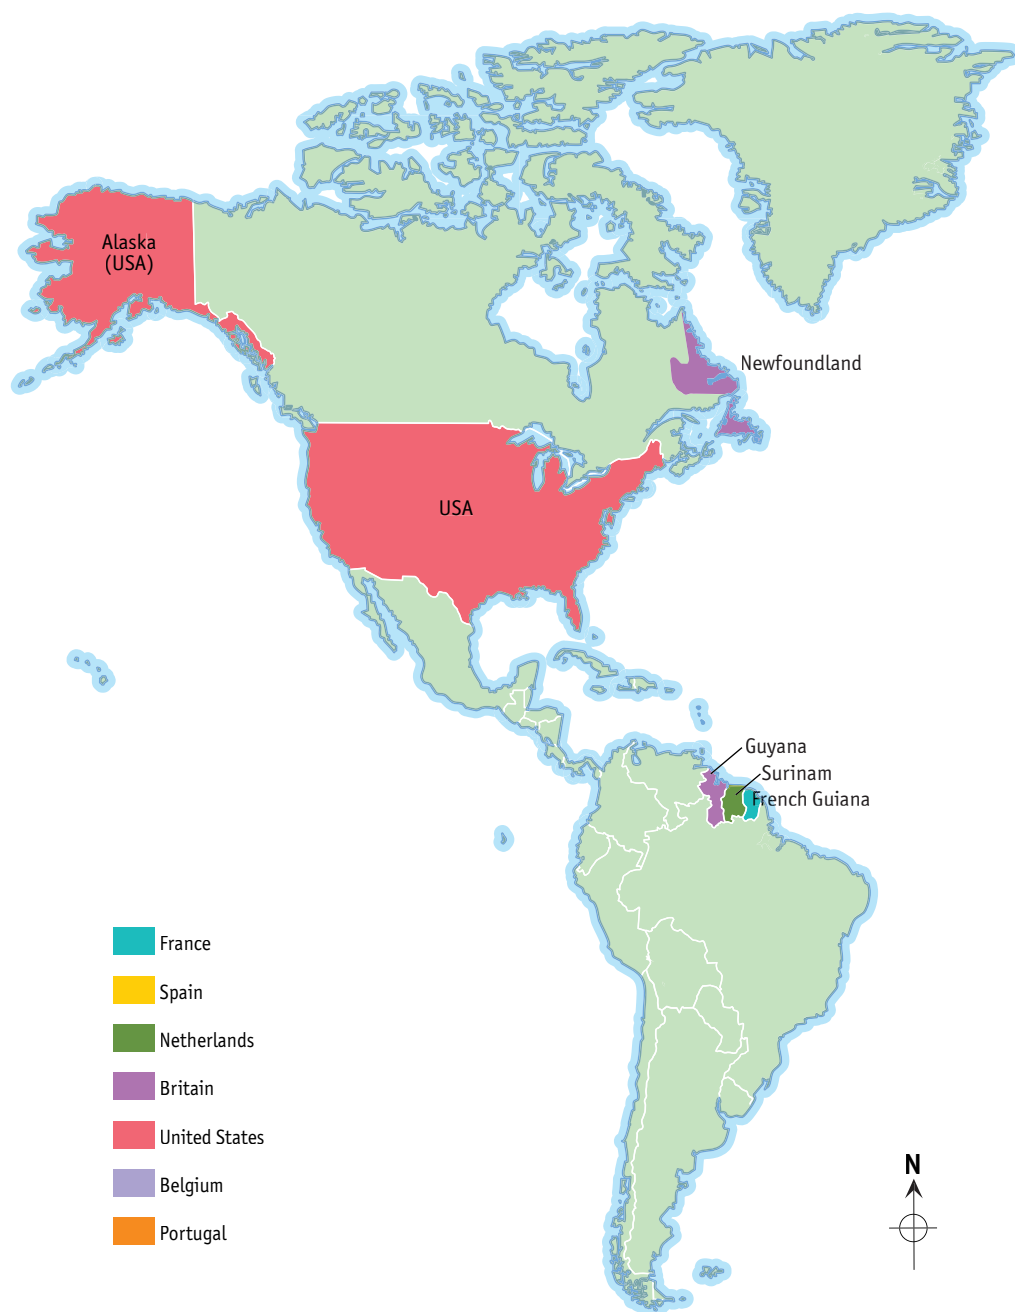 Alaska
(USA)
Newfoundland
USA
Guyana
Surinam
French Guiana
France
Spain
Netherlands
Britain
United States
Belgium
Portugal
N